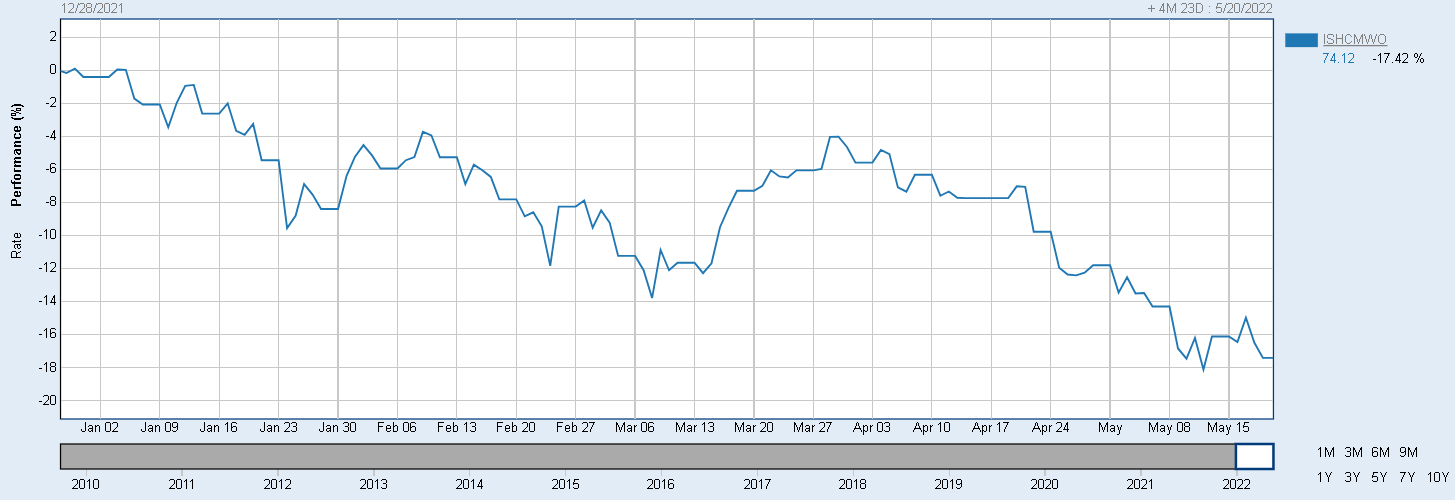 12/28/2021 + 4M 23D : 5/20/2022
ISHCMWO
74.12 -17.42 %
2
0
-2
-4
-6
-8
-10
-12
-14
-16
-18
-20
Rate Performance (%)
Jan 02 Jan 09 Jan 16 Jan 23 Jan 30 Feb 06 Feb 13 Feb 20 Feb 27 Mar 06 Mar 13 Mar 20 Mar 27 Apr 03 Apr 10 Apr 17 Apr 24 May May 08 May 15
1M 3M 6M 9M
2010 2011 2012 2013 2014 2015 2016 2017 2018 2019 2020 2021 2022
1Y 3Y 5Y 7Y 10Y